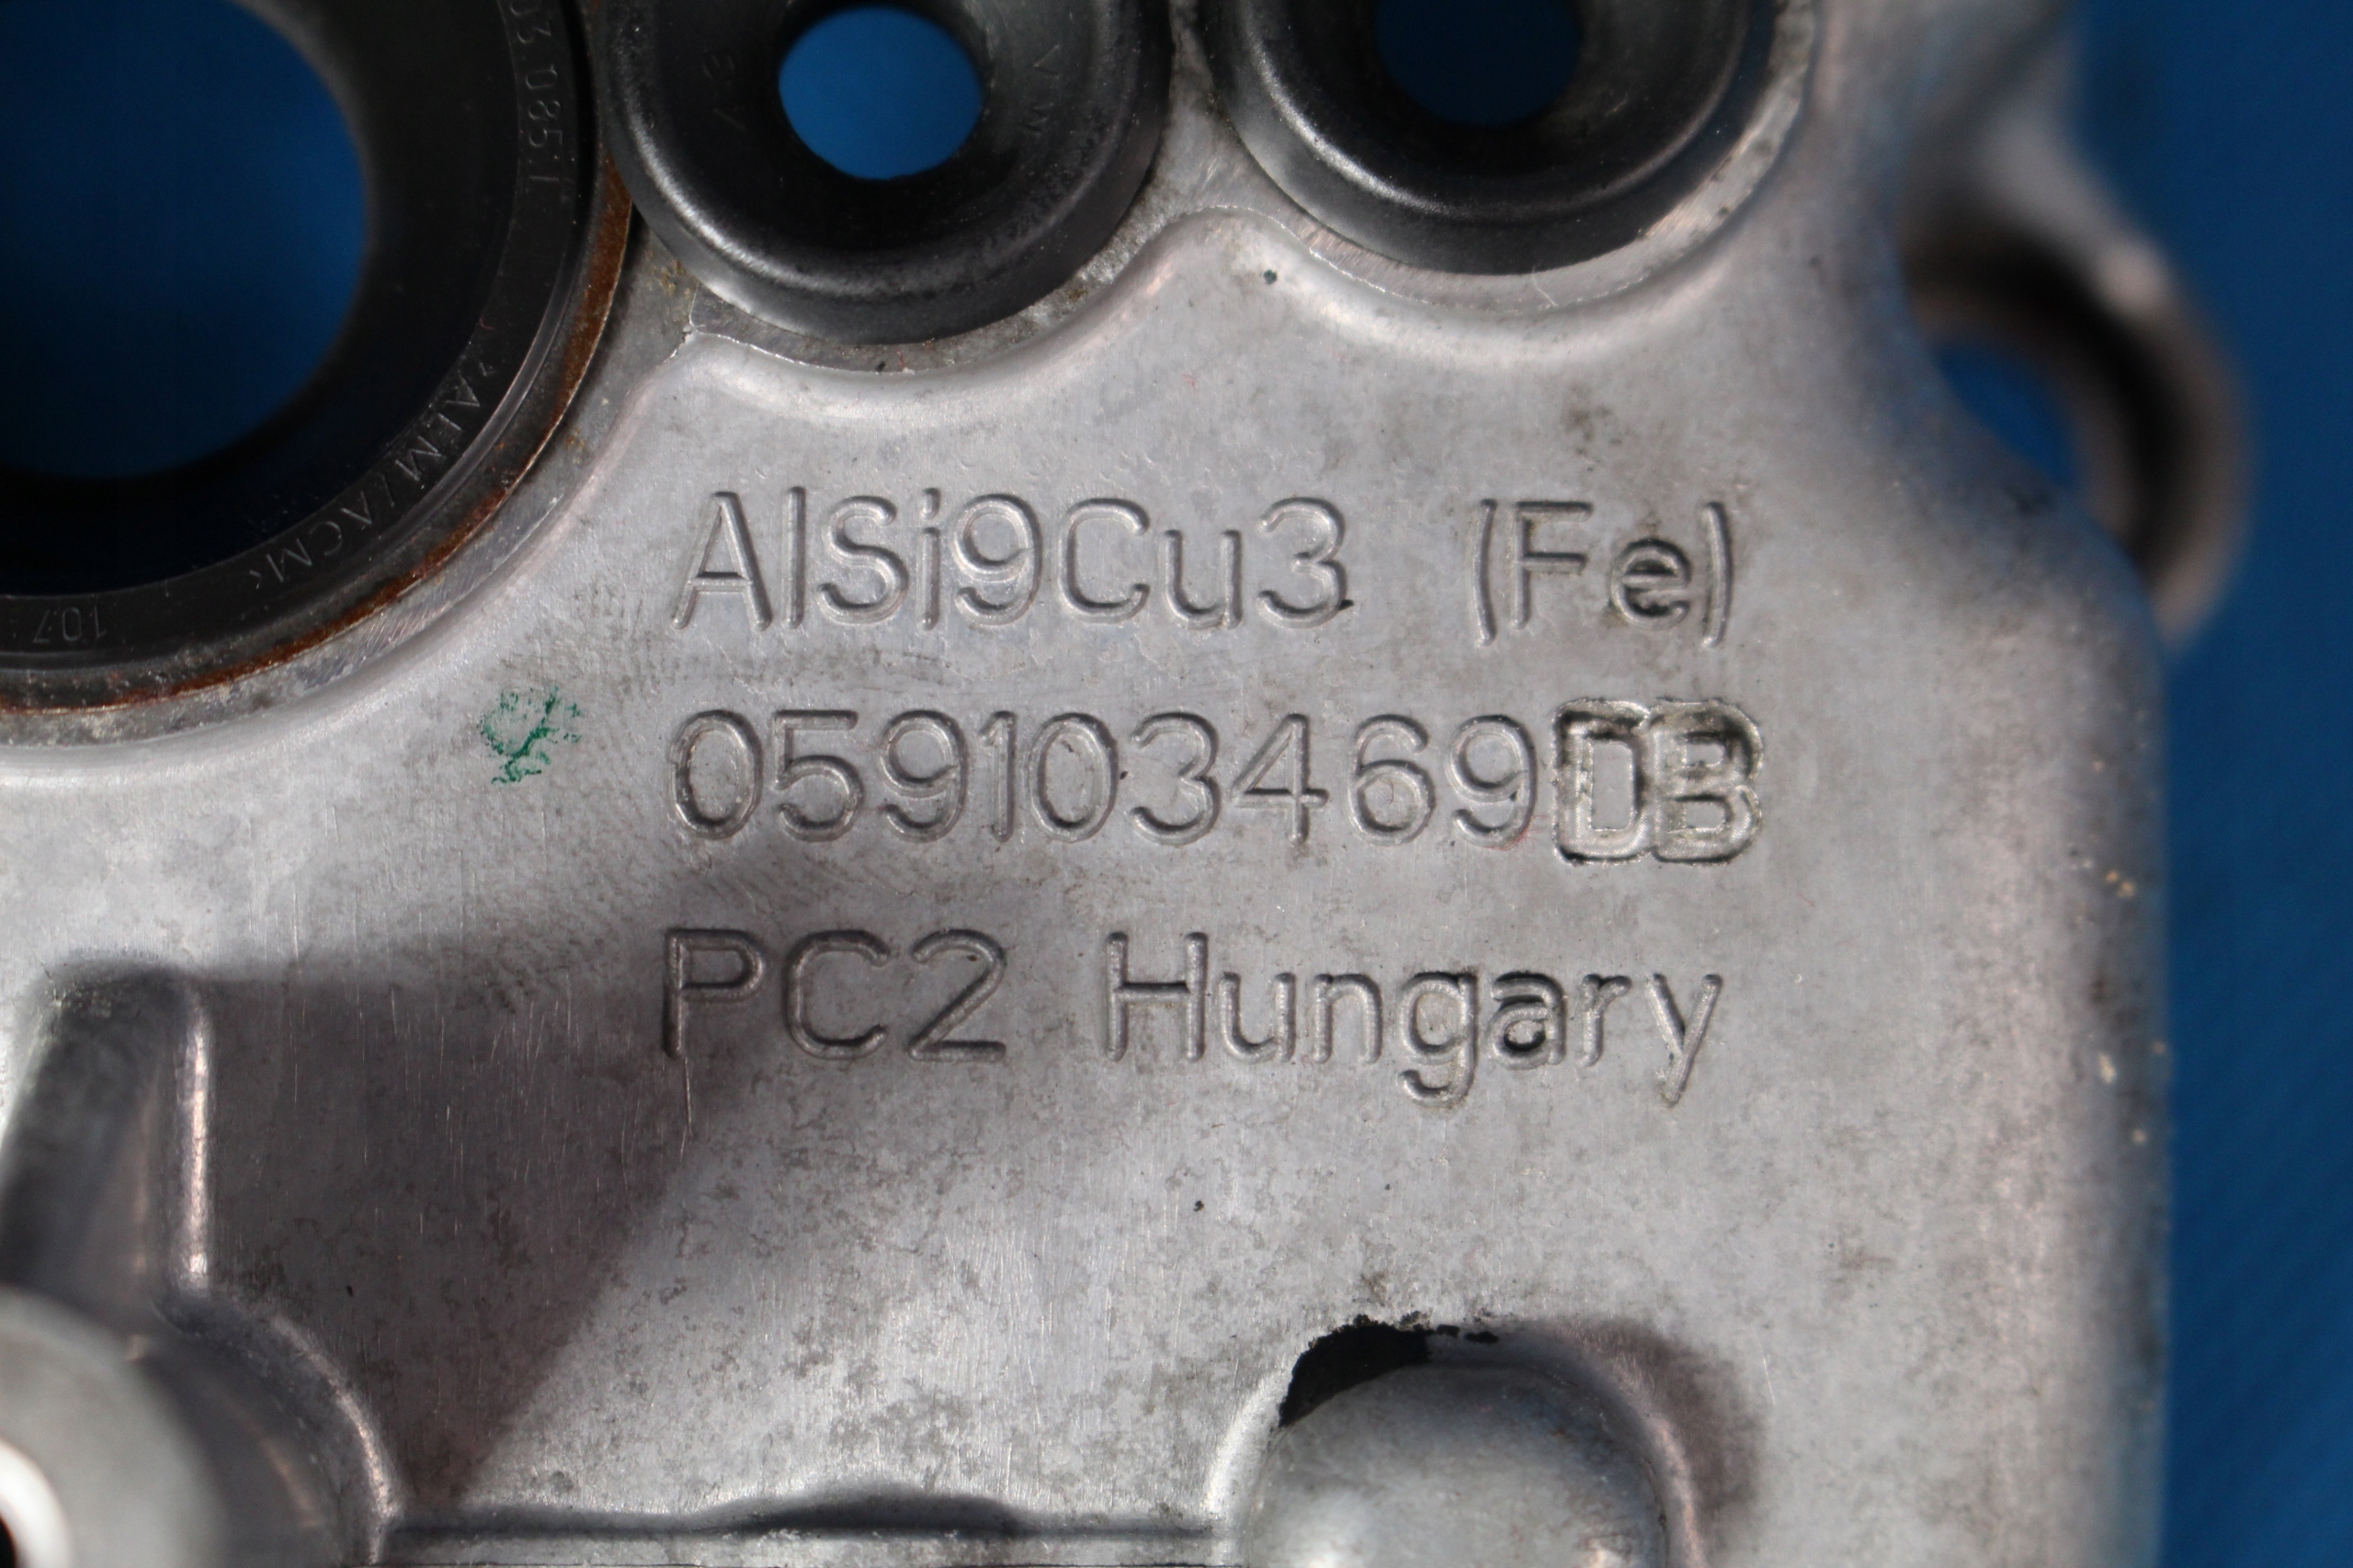 AlSi9Cu3 (Fe)
059103469DB
PC2 Hungary